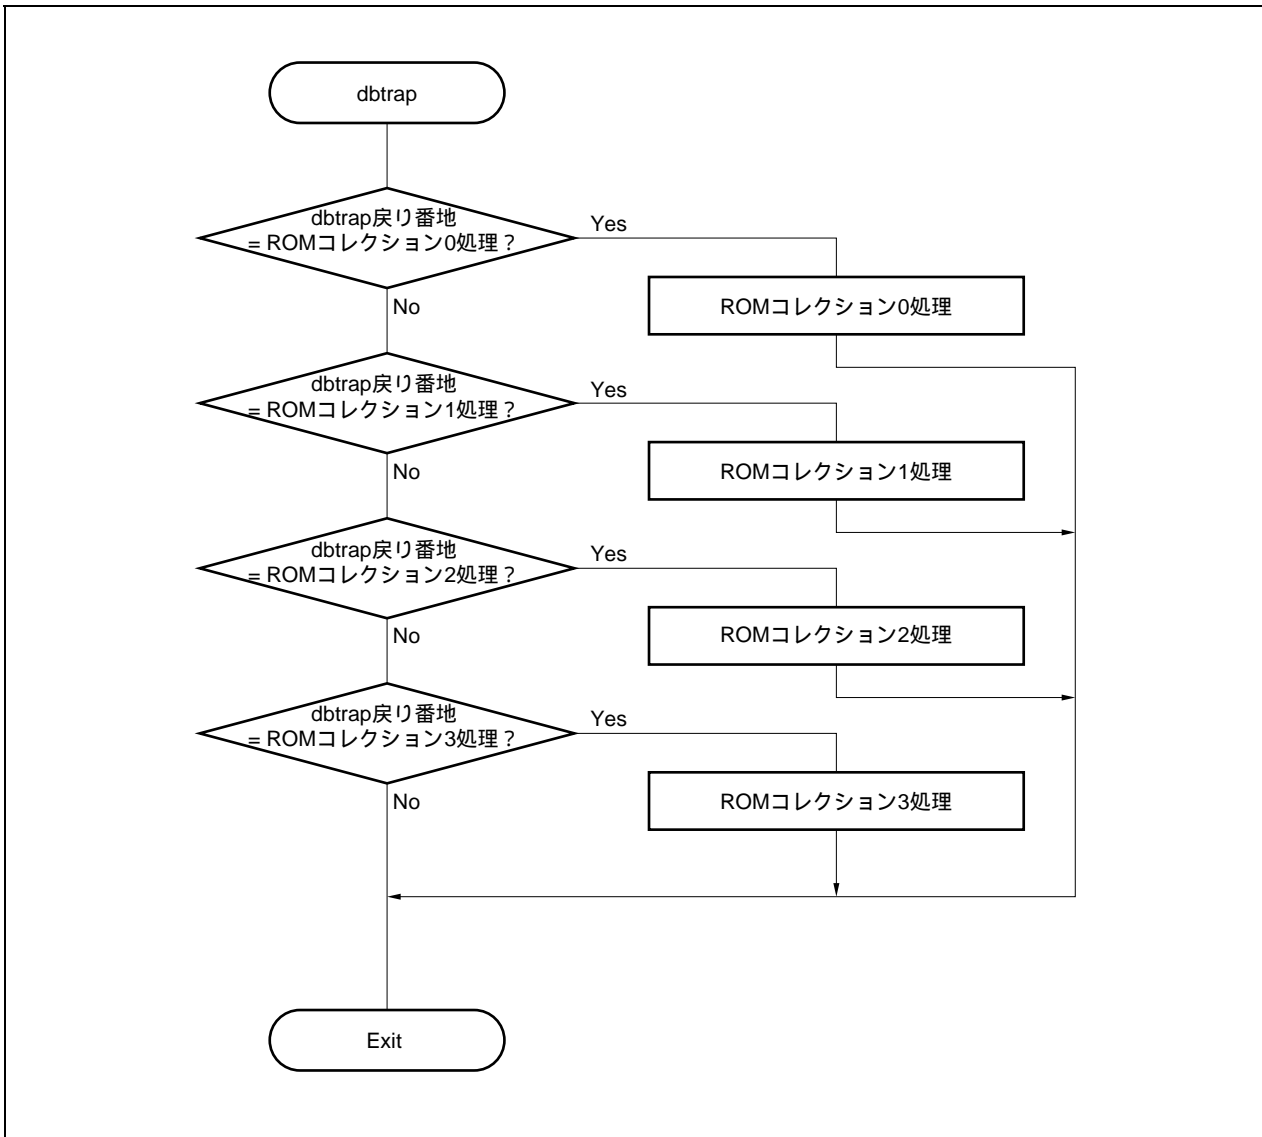 dbtrap
dbtrap戻り番地
= ROMコレクション0処理？
Yes
No
ROMコレクション0処理
dbtrap戻り番地
= ROMコレクション1処理？
Yes
No
ROMコレクション1処理
dbtrap戻り番地
= ROMコレクション2処理？
Yes
No
ROMコレクション2処理
dbtrap戻り番地
= ROMコレクション3処理？
Yes
No
ROMコレクション3処理
Exit